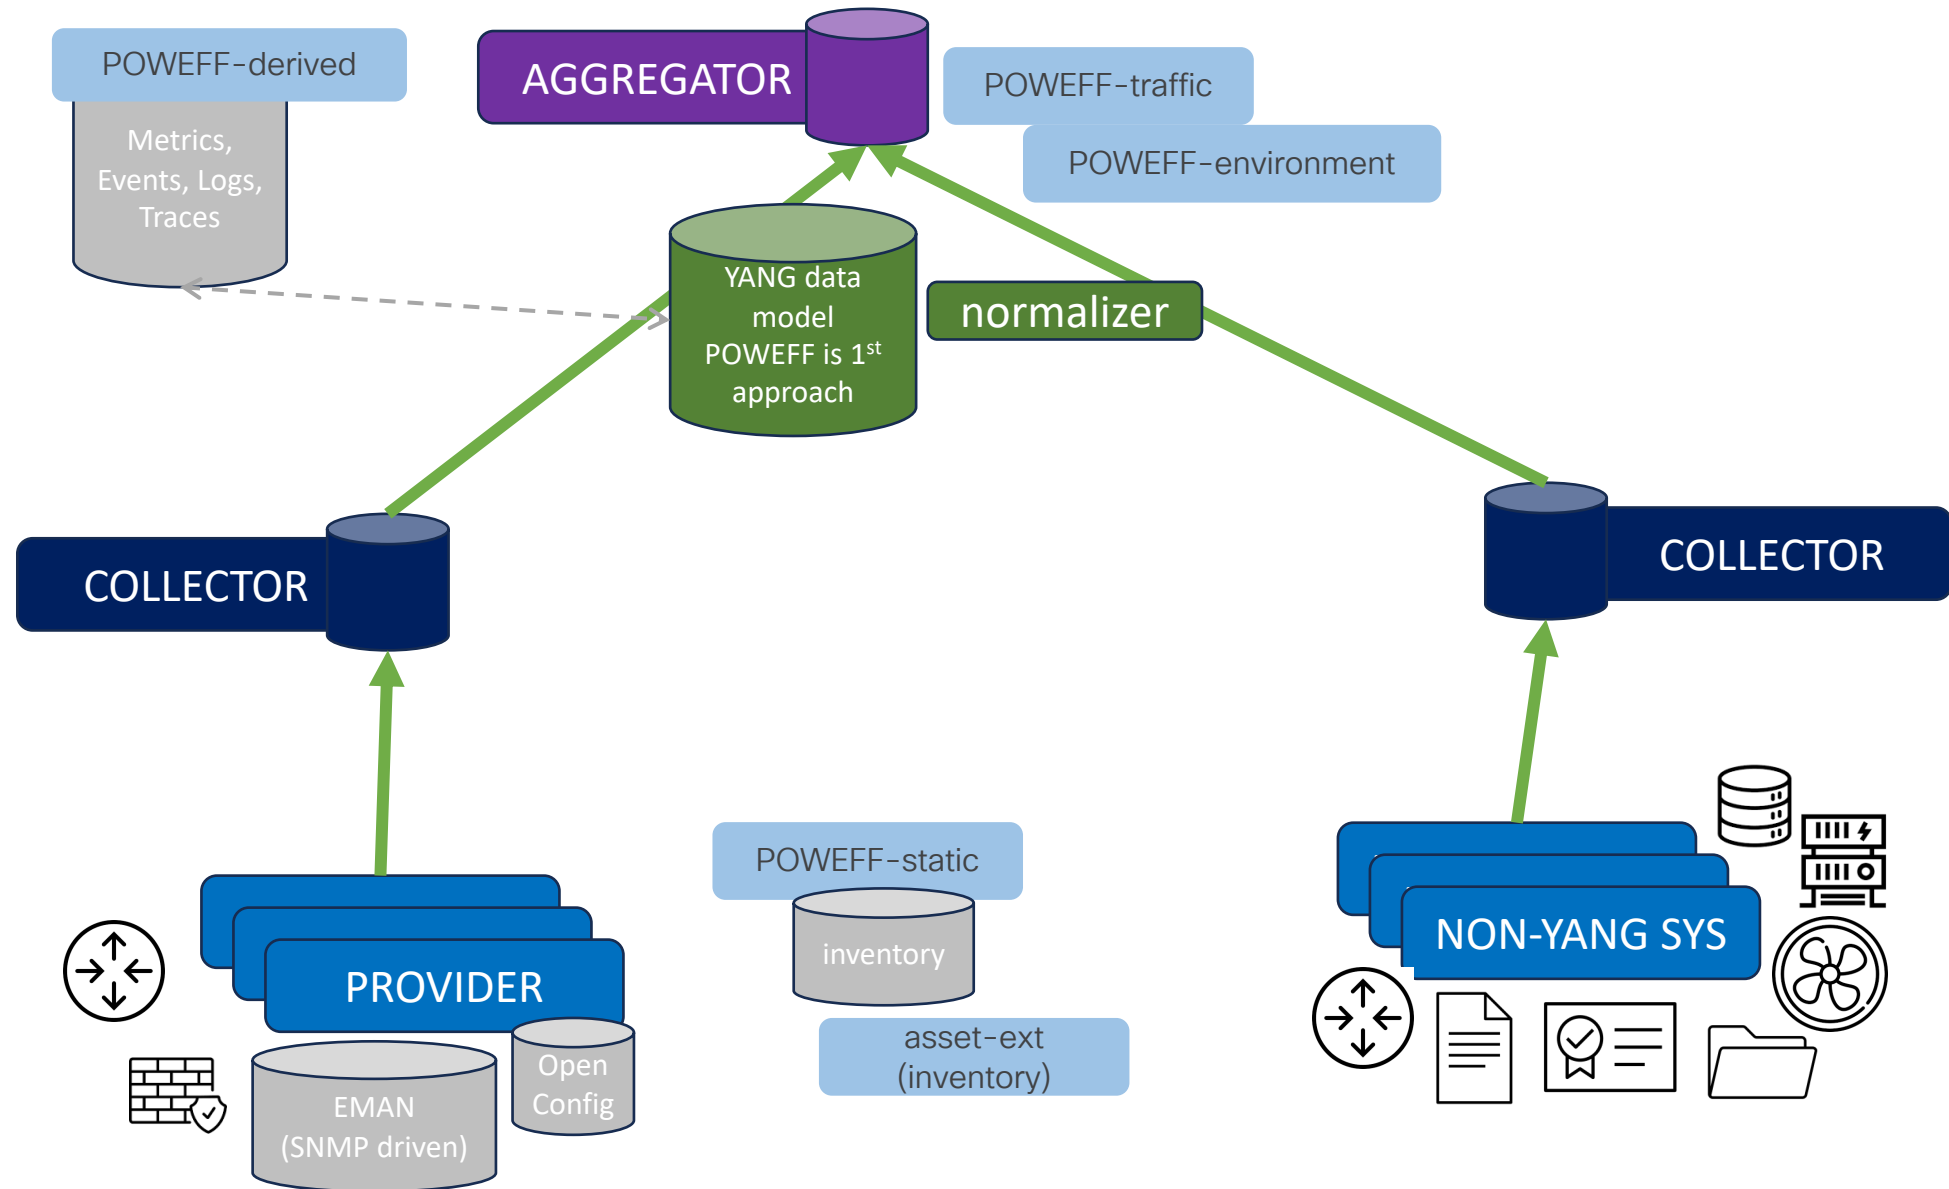 POWEFF-derived
Metrics,
Events, Logs,
Traces
AGGREGATOR
POWEFF-traffic
POWEFF-environment
YANG data
model
POWEFF is 1st
approach
normalizer
COLLECTOR
COLLECTOR
PROVIDER
EMAN
(SNMP driven)
Open
Config
POWEFF-static
inventory
asset-ext
(inventory)
NON-YANG SYS